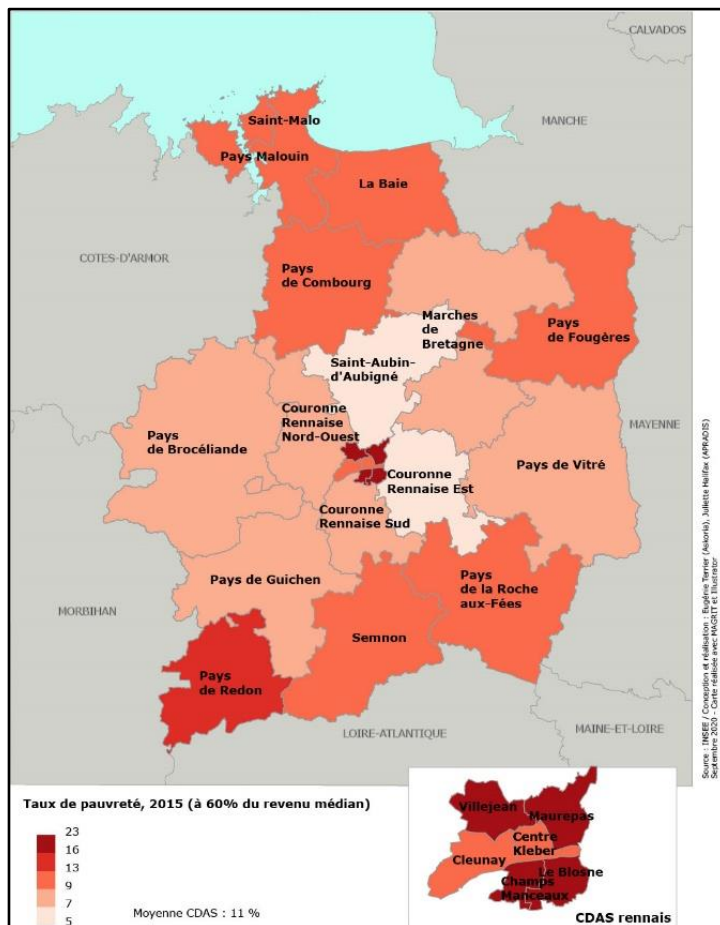 CALVADOS
MANCHE
Saint-Malo
Pays Malouin
La Baie
COTES-D'ARMOR
Pays
de Combourg
Marches
de
Bretagne
Pays
de Fougères
Saint-Aubin-
d'Aubigné
MAYENNE
Couronne
Rennaise
Nord-Ouest
Pays
de Brocéliande
Pays de Vitré
Couronne
Rennaise Est
Couronne
Rennaise Sud
Pays de Guichen
Pays
de la Roche
aux-Fées
MORBIHAN
Semnon
Pays
de Redon
LOIRE-ATLANTIQUE
MAINE-ET-LOIRE
Source : INSEE / Conception et réalisation : Eugénie Terrier (Askoria), Juliette Halifax (APRADIS)
Septembre 2020 - Carte réalisée avec MAGRIT et Illustrator
Taux de pauvreté, 2015 (à 60% du revenu médian)
23
16
13
9
7
5
Moyenne CDAS : 11 %
Villejean
Maurepas
Centre
Kleber
Cleunay
Le Blosne
Champs
Manceaux
CDAS rennais